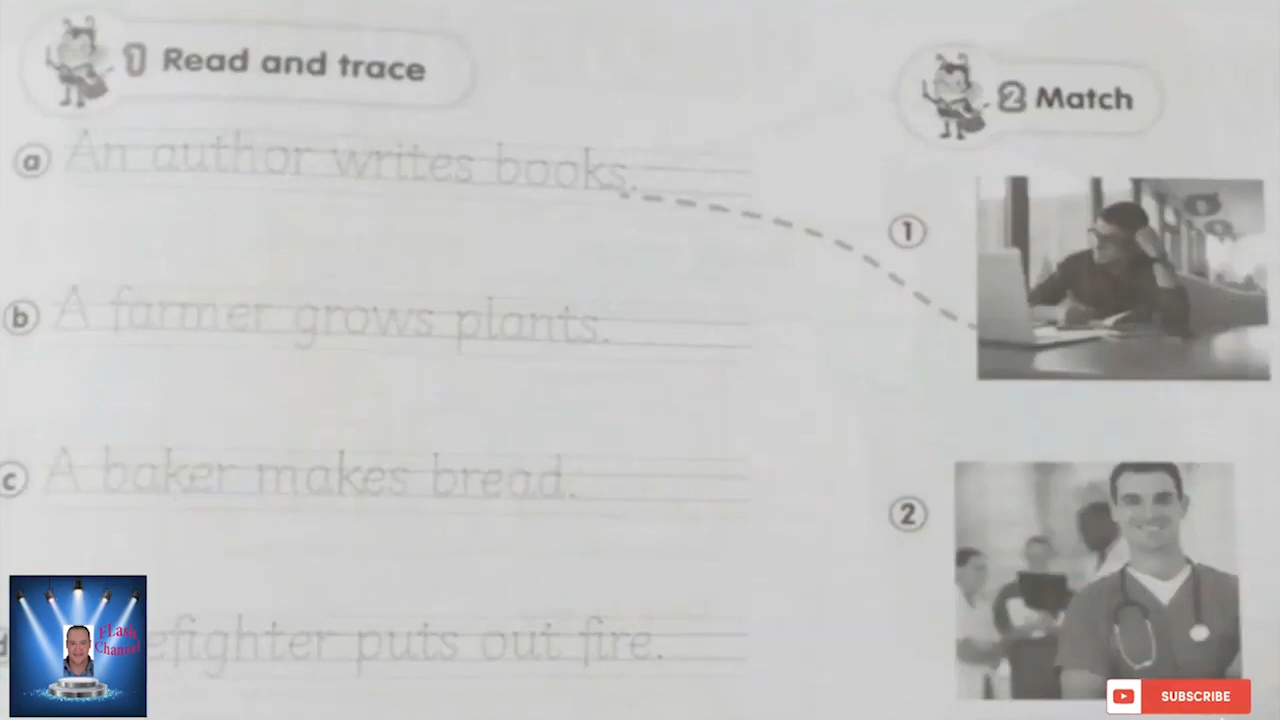 1 Read and trace
2 Match
a An author writes books.
1
b A farmer grows plants.
c A baker makes bread.
2
efighter puts out fire.
FLash
Channel
SUBSCRIBE